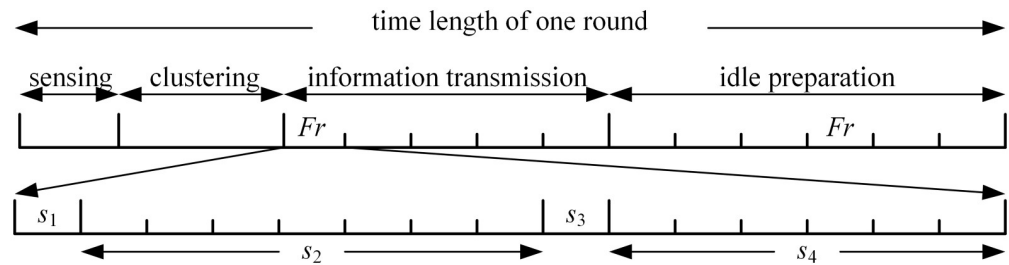 time length of one round
sensing clustering information transmission idle preparation
Fr Fr
s1 s3
s2 s4